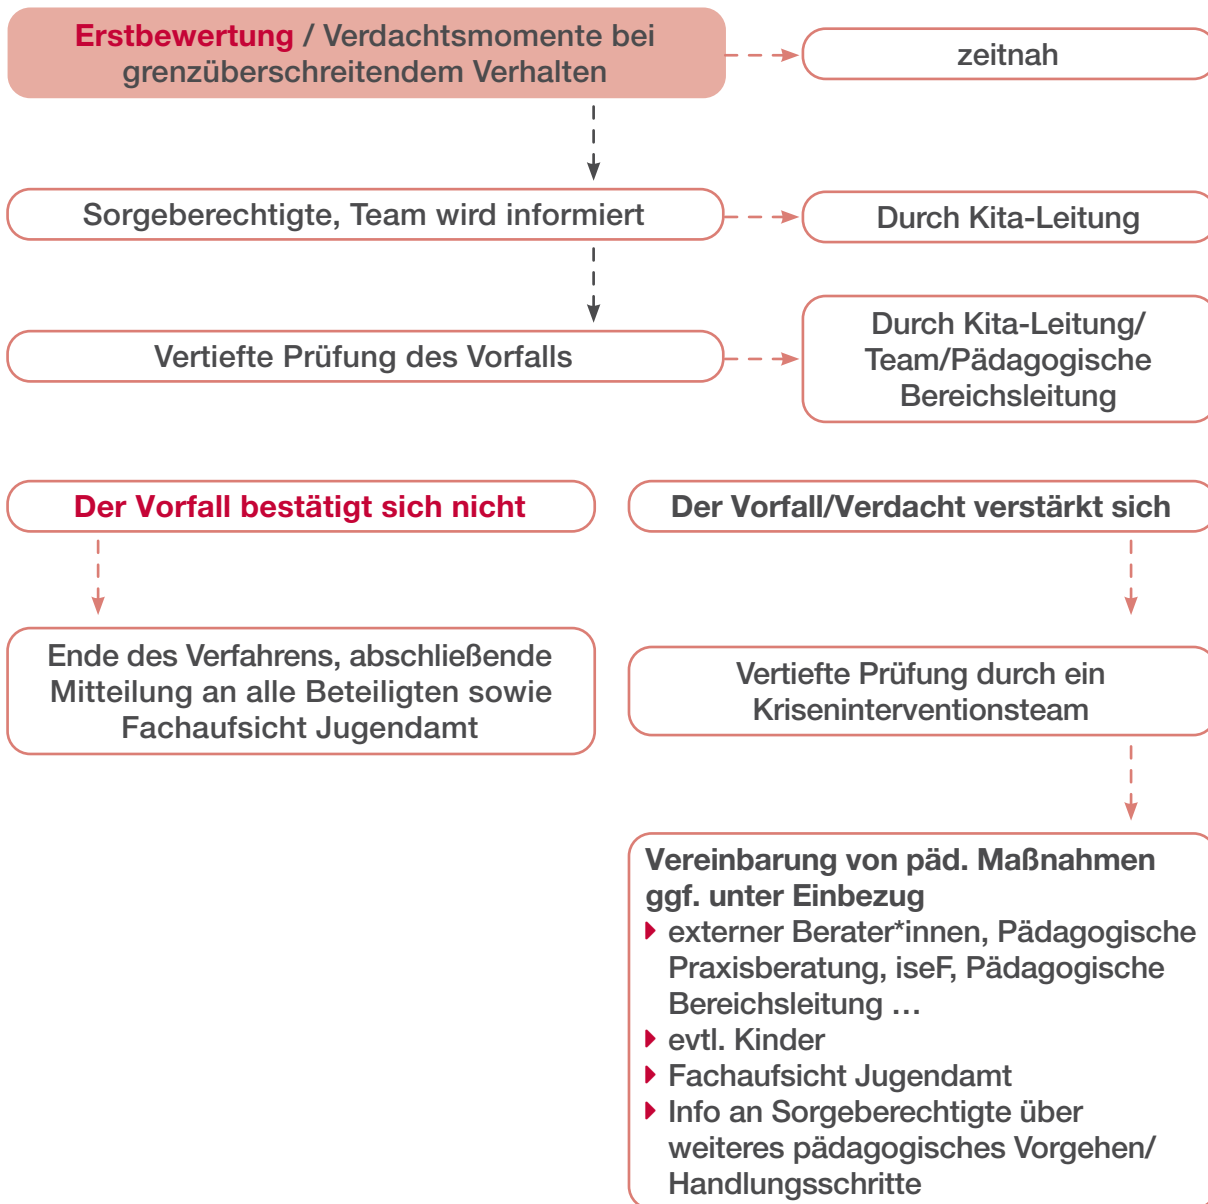 Erstbewertung / Verdachtsmomente bei
grenzüberschreitendem Verhalten
zeitnah
Sorgeberechtigte, Team wird informiert
Durch Kita-Leitung
Vertiefte Prüfung des Vorfalls
Durch Kita-Leitung/
Team/Pädagogische
Bereichsleitung
Der Vorfall bestätigt sich nicht
Ende des Verfahrens, abschließende
Mitteilung an alle Beteiligten sowie
Fachaufsicht Jugendamt
Der Vorfall/Verdacht verstärkt sich
Vertiefte Prüfung durch ein
Kriseninterventionsteam
Vereinbarung von päd. Maßnahmen
ggf. unter Einbezug
externer Berater*innen, Pädagogische
Praxisberatung, iseF, Pädagogische
Bereichsleitung …
evtl. Kinder
Fachaufsicht Jugendamt
Info an Sorgeberechtigte über
weiteres pädagogisches Vorgehen/
Handlungsschritte